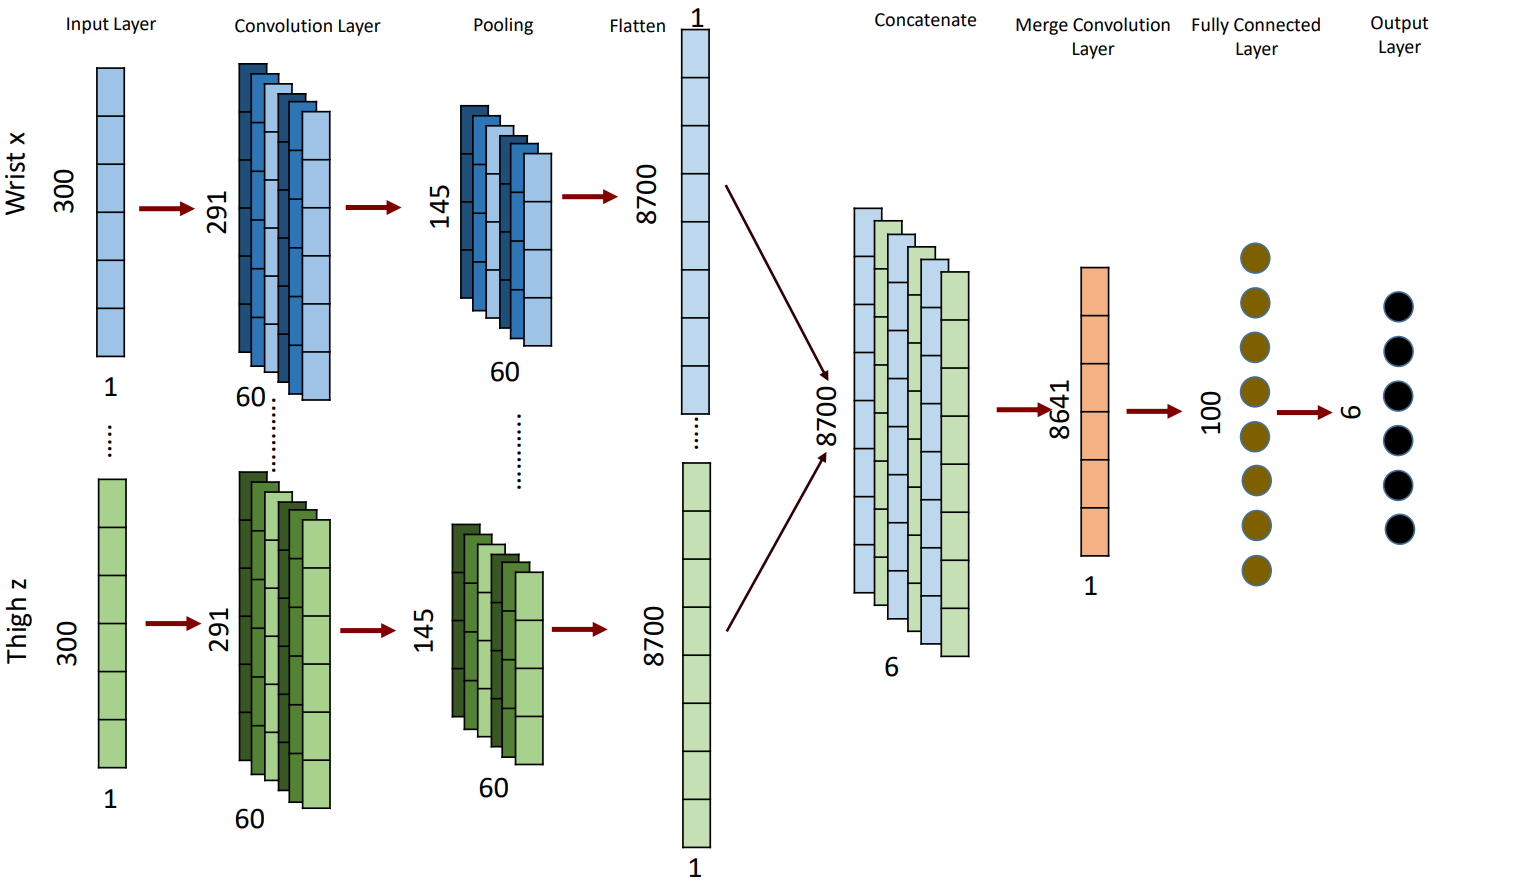 Input Layer
Convolution Layer
Pooling
Flatten
1
Concatenate
Merge Convolution
Layer
Fully Connected
Layer
Output
Layer
Wrist x
300
1
291
60
145
60
8700
......
Thigh z
300
1
291
60
145
60
8700
1
8700
6
8641
1
100
6